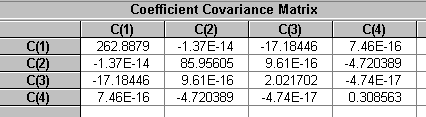 Coefficient Covariance Matrix
C(1) C(2) C(3) C(4)
C(1) 262.8879 -1.37E-14 -17.18446 7.46E-16
C(2) -1.37E-14 85.95605 9.61E-16 -4.720389
C(3) -17.18446 9.61E-16 2.021702 -4.74E-17
C(4) 7.46E-16 -4.720389 -4.74E-17 0.308563